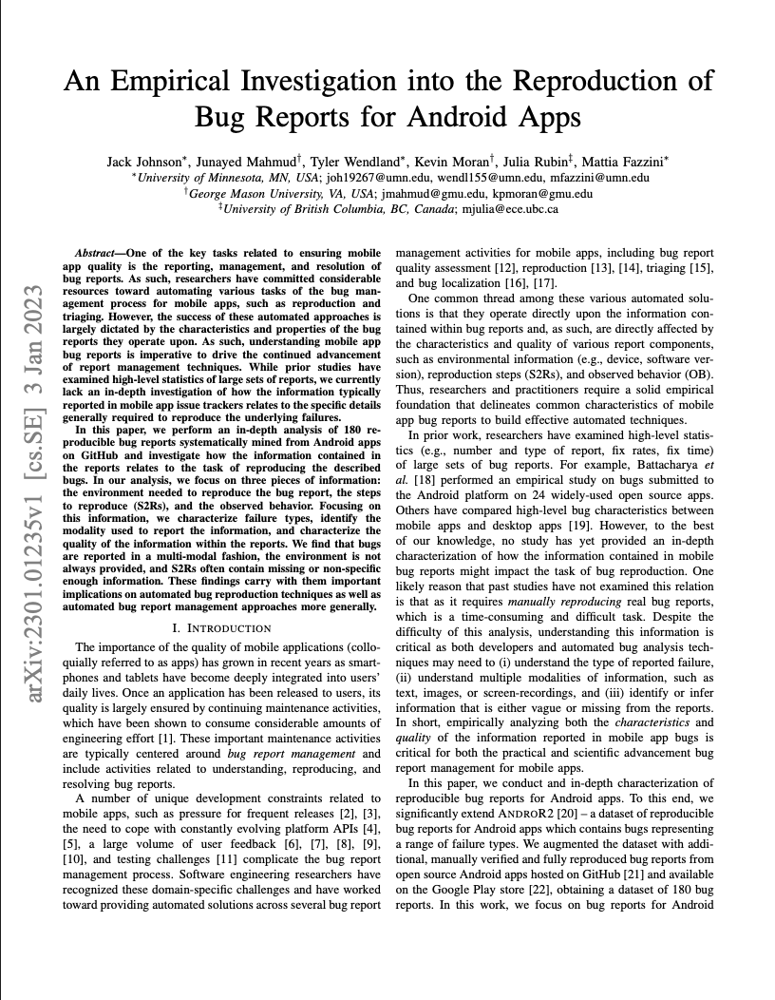 An Empirical Investigation into the Reproduction of
Bug Reports for Android Apps
Jack Johnson*, Junayed Mahmud†, Tyler Wendland*, Kevin Moran†, Julia Rubin‡, Mattia Fazzini*
*University of Minnesota, MN, USA; joh19267@umn.edu, wendl155@umn.edu, mfazzini@umn.edu
†George Mason University, VA, USA; jmahmud@gmu.edu, kpmoran@gmu.edu
‡University of British Columbia, BC, Canada; mjulia@ece.ubc.ca
arXiv:2301.01235v1 [cs.SE] 3 Jan 2023
Abstract—One of the key tasks related to ensuring mobile
app quality is the reporting, management, and resolution of
bug reports. As such, researchers have committed considerable
resources toward automating various tasks of the bug man-
agement process for mobile apps, such as reproduction and
triaging. However, the success of these automated approaches is
largely dictated by the characteristics and properties of the bug
reports they operate upon. As such, understanding mobile app
bug reports is imperative to drive the continued advancement
of report management techniques. While prior studies have
examined high-level statistics of large sets of reports, we currently
lack an in-depth investigation of how the information typically
reported in mobile app issue trackers relates to the specific details
generally required to reproduce the underlying failures.
In this paper, we perform an in-depth analysis of 180 re-
producible bug reports systematically mined from Android apps
on GitHub and investigate how the information contained in
the reports relates to the task of reproducing the described
bugs. In our analysis, we focus on three pieces of information:
the environment needed to reproduce the bug report, the steps
to reproduce (S2Rs), and the observed behavior. Focusing on
this information, we characterize failure types, identify the
modality used to report the information, and characterize the
quality of the information within the reports. We find that bugs
are reported in a multi-modal fashion, the environment is not
always provided, and S2Rs often contain missing or non-specific
enough information. These findings carry with them important
implications on automated bug reproduction techniques as well as
automated bug report management approaches more generally.
I. INTRODUCTION
The importance of the quality of mobile applications (collo-
quially referred to as apps) has grown in recent years as smart-
phones and tablets have become deeply integrated into users'
daily lives. Once an application has been released to users, its
quality is largely ensured by continuing maintenance activities,
which have been shown to consume considerable amounts of
engineering effort [1]. These important maintenance activities
are typically centered around bug report management and
include activities related to understanding, reproducing, and
resolving bug reports.
A number of unique development constraints related to
mobile apps, such as pressure for frequent releases [2], [3],
the need to cope with constantly evolving platform APIs [4],
[5], a large volume of user feedback [6], [7], [8], [9],
[10], and testing challenges [11] complicate the bug report
management process. Software engineering researchers have
recognized these domain-specific challenges and have worked
toward providing automated solutions across several bug report
management activities for mobile apps, including bug report
quality assessment [12], reproduction [13], [14], triaging [15],
and bug localization [16], [17].
One common thread among these various automated solu-
tions is that they operate directly upon the information con-
tained within bug reports and, as such, are directly affected by
the characteristics and quality of various report components,
such as environmental information (e.g., device, software ver-
sion), reproduction steps (S2Rs), and observed behavior (OB).
Thus, researchers and practitioners require a solid empirical
foundation that delineates common characteristics of mobile
app bug reports to build effective automated techniques.
In prior work, researchers have examined high-level statis-
tics (e.g., number and type of report, fix rates, fix time)
of large sets of bug reports. For example, Battacharya et
al. [18] performed an empirical study on bugs submitted to
the Android platform on 24 widely-used open source apps.
Others have compared high-level bug characteristics between
mobile apps and desktop apps [19]. However, to the best
of our knowledge, no study has yet provided an in-depth
characterization of how the information contained in mobile
bug reports might impact the task of bug reproduction. One
likely reason that past studies have not examined this relation
is that as it requires manually reproducing real bug reports,
which is a time-consuming and difficult task. Despite the
difficulty of this analysis, understanding this information is
critical as both developers and automated bug analysis tech-
niques may need to (i) understand the type of reported failure,
(ii) understand multiple modalities of information, such as
text, images, or screen-recordings, and (iii) identify or infer
information that is either vague or missing from the reports.
In short, empirically analyzing both the characteristics and
quality of the information reported in mobile app bugs is
critical for both the practical and scientific advancement bug
report management for mobile apps.
In this paper, we conduct and in-depth characterization of
reproducible bug reports for Android apps. To this end, we
significantly extend ANDROR2 [20] – a dataset of reproducible
bug reports for Android apps which contains bugs representing
a range of failure types. We augmented the dataset with addi-
tional, manually verified and fully reproduced bug reports from
open source Android apps hosted on GitHub [21] and available
on the Google Play store [22], obtaining a dataset of 180 bug
reports. In this work, we focus on bug reports for Android